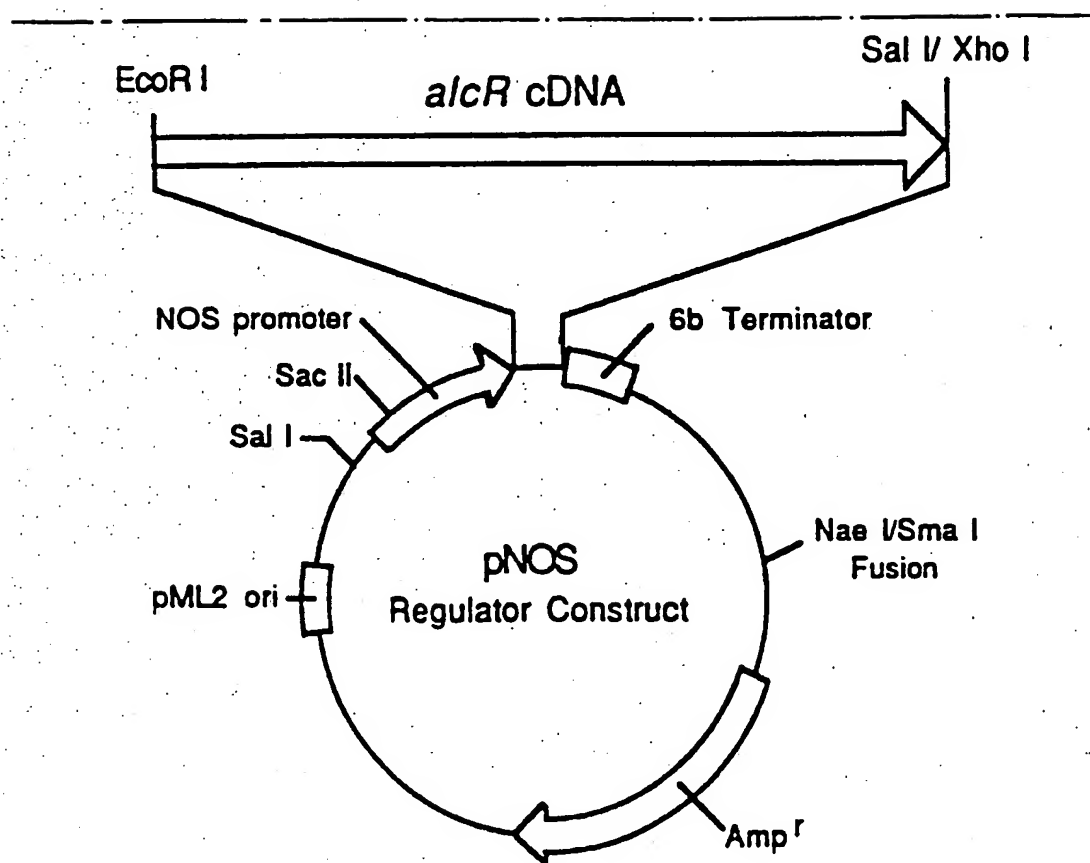 EcoR I
alcR cDNA
Sal I/ Xho I
NOS promoter
6b Terminator
Sac II
Sal I
Nae I/Sma I
Fusion
pNOS
Regulator Construct
pML2 ori
Amp r